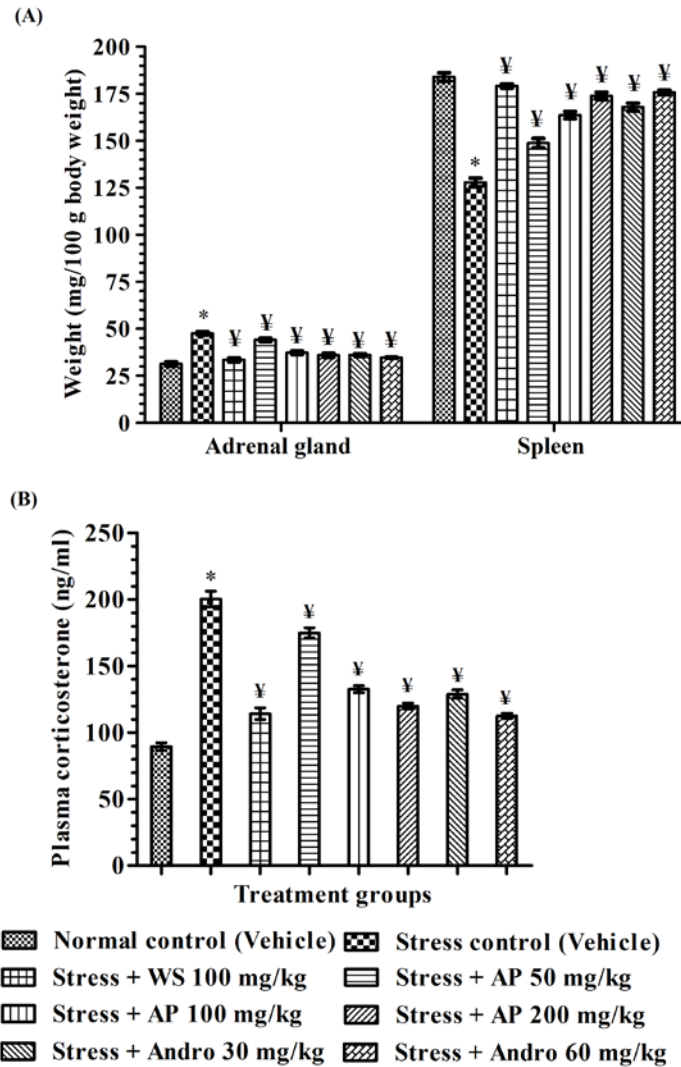 (A)
Weight (mg/100 g body weight)
200
175
150
125
100
75
50
25
0
* ¥ ¥ ¥ ¥ ¥ ¥
* ¥ ¥ ¥ ¥ ¥ ¥
Adrenal gland Spleen
(B)
Plasma corticosterone (ng/ml)
250
200
150
100
50
0
* ¥ ¥ ¥ ¥ ¥ ¥
Treatment groups
Normal control (Vehicle) Stress control (Vehicle)
Stress + WS 100 mg/kg Stress + AP 50 mg/kg
Stress + AP 100 mg/kg Stress + AP 200 mg/kg
Stress + Andro 30 mg/kg Stress + Andro 60 mg/kg